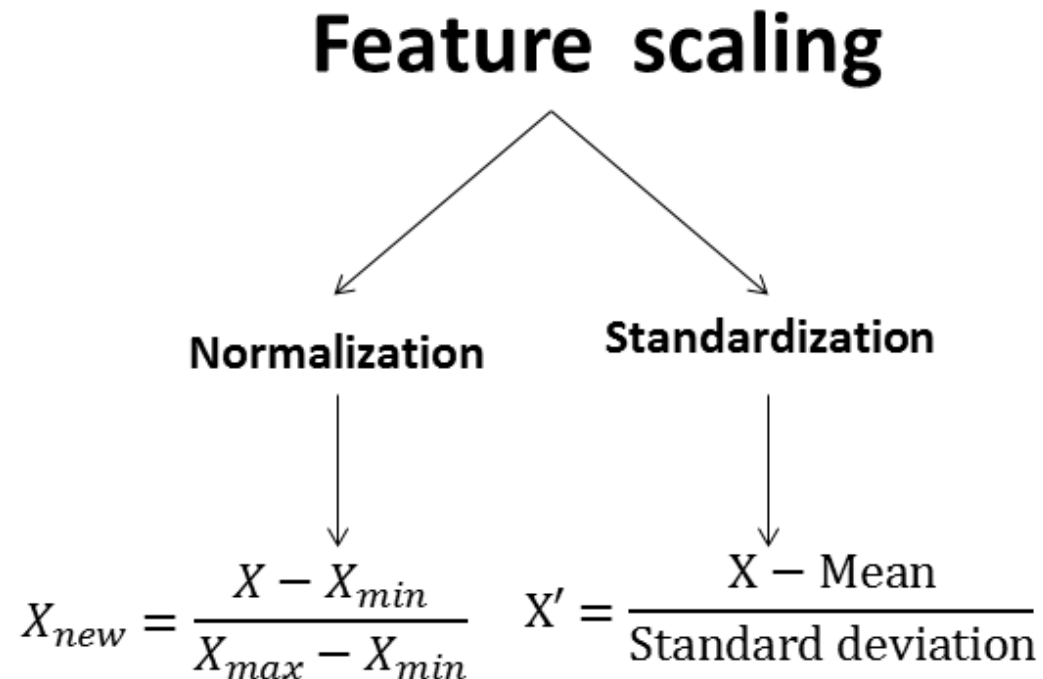 Feature scaling
Normalization
Standardization
X_new = (X − X_min) / (X_max − X_min)
X′ = (X − Mean) / (Standard deviation)